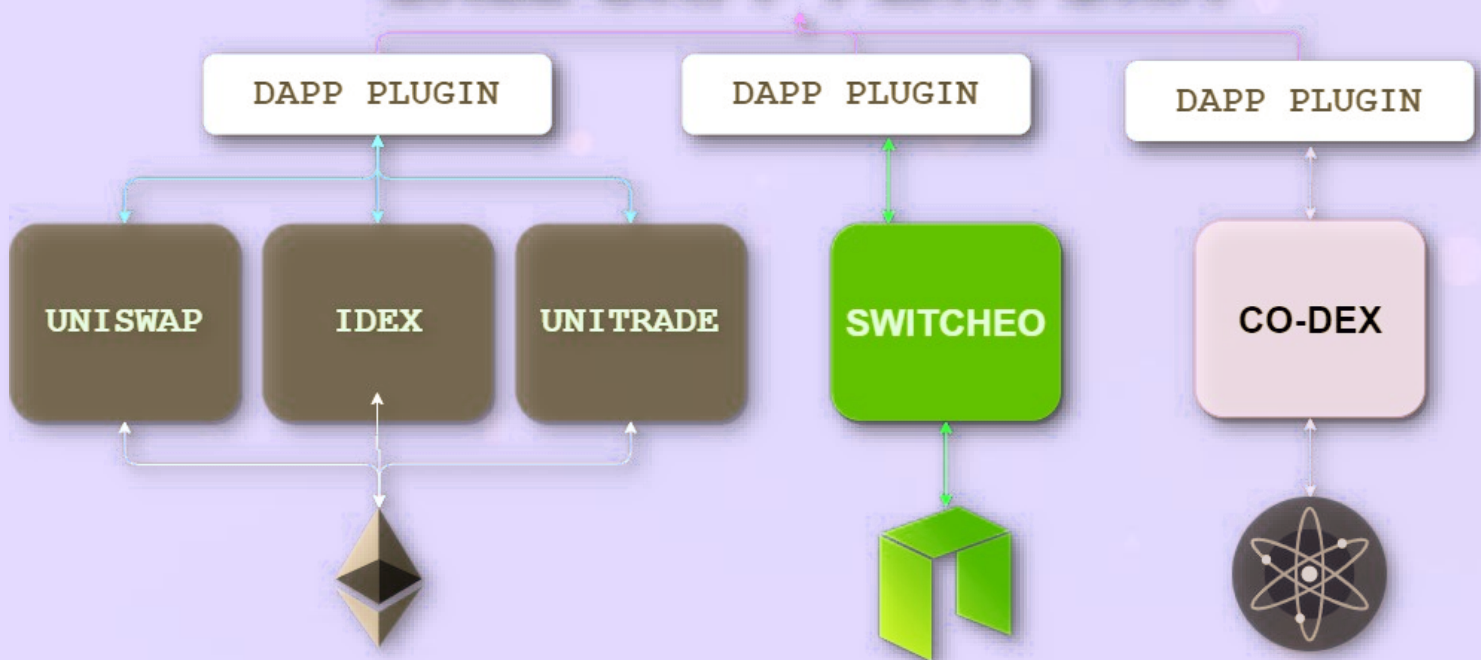 DAPP PLUGIN
DAPP PLUGIN
DAPP PLUGIN
UNISWAP
IDEX
UNITRADE
SWITCHEO
CO-DEX